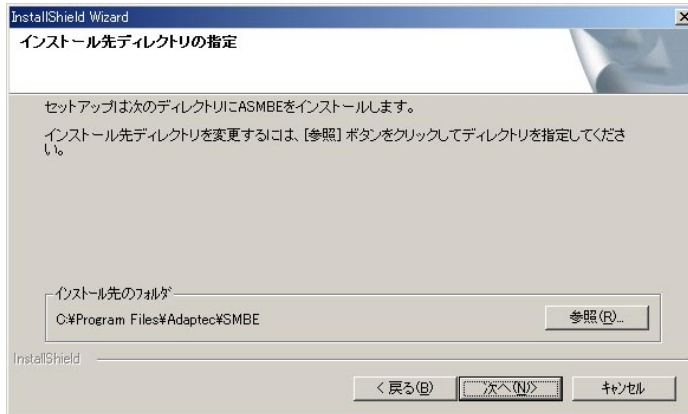 InstallShield Wizard
インストール先ディレクトリの指定
セットアップは次のディレクトリにASMBEをインストールします。
インストール先ディレクトリを変更するには、[参照] ボタンをクリックしてディレクトリを指定してくださ
い。
インストール先のフォルダ
C:¥Program Files¥Adaptec¥SMBE
参照(R)...
InstallShield
< 戻る(B)
次へ(N)>
キャンセル